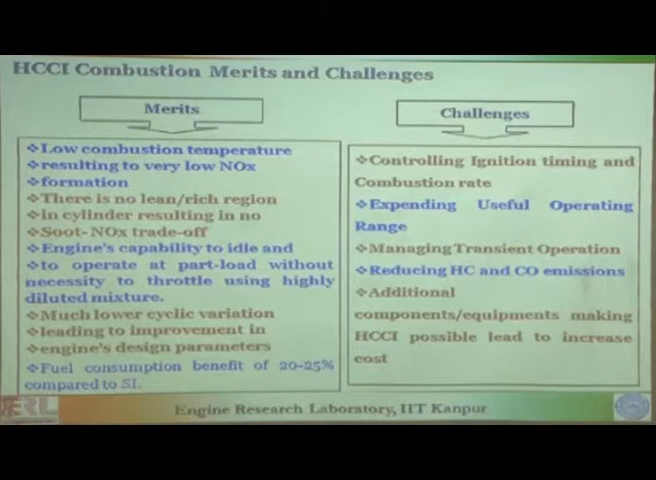 HCCI Combustion Merits and Challenges
Merits
❖Low combustion temperature
❖resulting to very low NOx
❖formation
❖There is no lean/rich region
❖in cylinder resulting in no
❖Soot- NOx trade-off
❖Engine's capability to idle and
❖to operate at part-load without
necessity to throttle using highly
diluted mixture.
❖Much lower cyclic variation
❖leading to improvement in
❖engine's design parameters
❖Fuel consumption benefit of 20-25%
compared to SI.
Challenges
❖Controlling Ignition timing and
Combustion rate
❖Expending Useful Operating
Range
❖Managing Transient Operation
❖Reducing HC and CO emissions
❖Additional
components/equipments making
HCCI possible lead to increase
cost
ERL
Engine Research Laboratory, IIT Kanpur